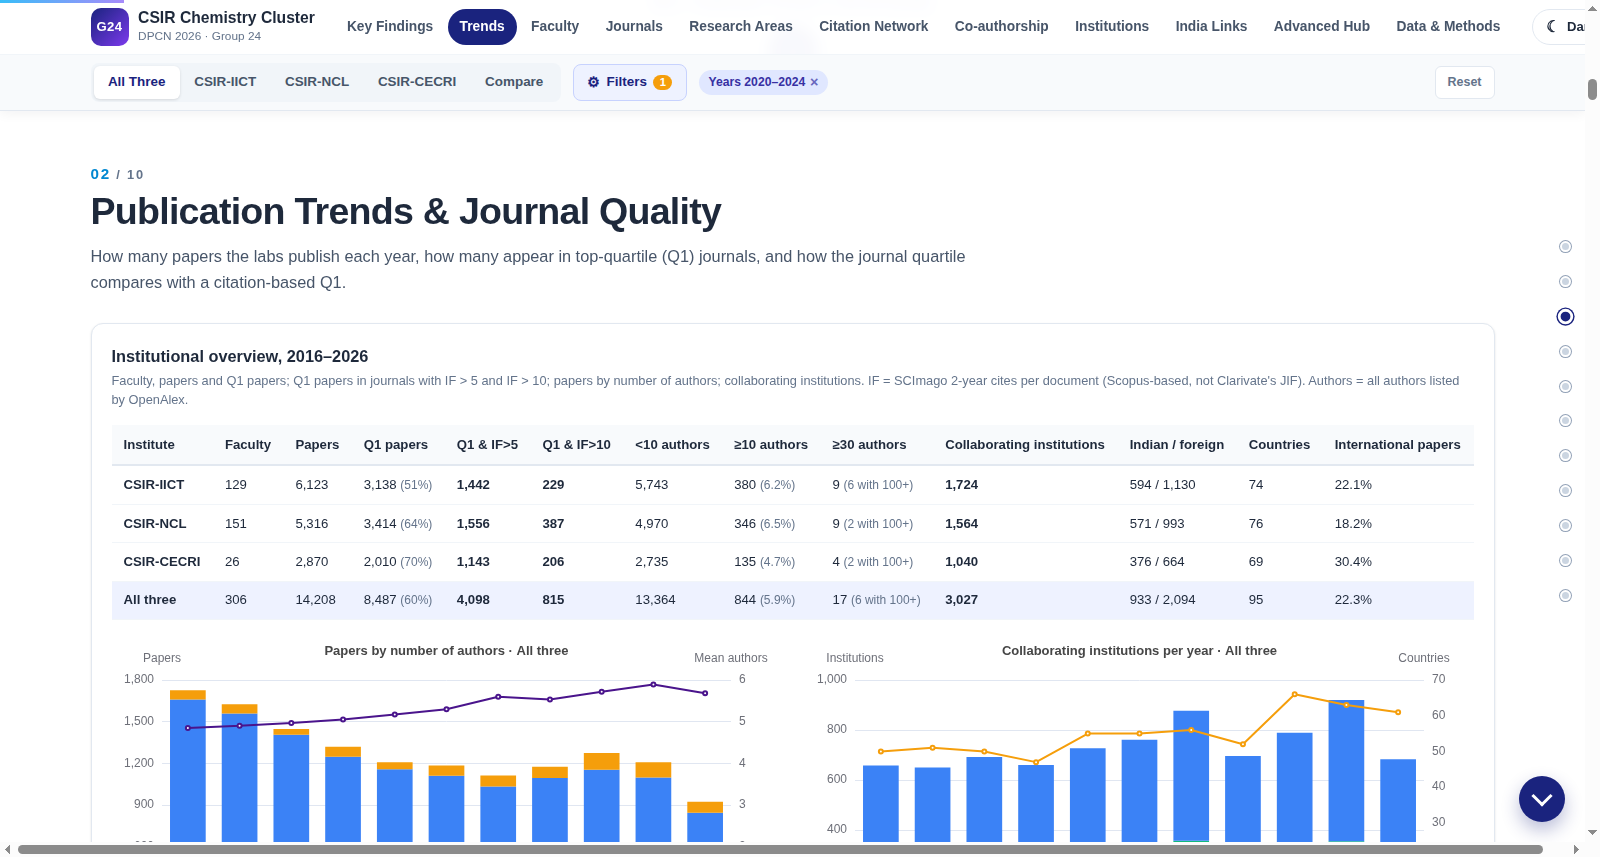 G24
CSIR Chemistry Cluster
DPCN 2026 · Group 24
Key Findings Trends Faculty Journals Research Areas Citation Network Co-authorship Institutions India Links Advanced Hub Data & Methods
All Three CSIR-IICT CSIR-NCL CSIR-CECRI Compare Filters 1 Years 2020–2024 × Reset
02 / 10
Publication Trends & Journal Quality
How many papers the labs publish each year, how many appear in top-quartile (Q1) journals, and how the journal quartile
compares with a citation-based Q1.
Institutional overview, 2016–2026
Faculty, papers and Q1 papers; Q1 papers in journals with IF > 5 and IF > 10; papers by number of authors; collaborating institutions. IF = SCImago 2-year cites per document (Scopus-based, not Clarivate's JIF). Authors = all authors listed
by OpenAlex.
Institute Faculty Papers Q1 papers Q1 & IF>5 Q1 & IF>10 <10 authors ≥10 authors ≥30 authors Collaborating institutions Indian / foreign Countries International papers
CSIR-IICT 129 6,123 3,138 (51%) 1,442 229 5,743 380 (6.2%) 9 (6 with 100+) 1,724 594 / 1,130 74 22.1%
CSIR-NCL 151 5,316 3,414 (64%) 1,556 387 4,970 346 (6.5%) 9 (2 with 100+) 1,564 571 / 993 76 18.2%
CSIR-CECRI 26 2,870 2,010 (70%) 1,143 206 2,735 135 (4.7%) 4 (2 with 100+) 1,040 376 / 664 69 30.4%
All three 306 14,208 8,487 (60%) 4,098 815 13,364 844 (5.9%) 17 (6 with 100+) 3,027 933 / 2,094 95 22.3%
Papers by number of authors · All three
Papers Mean authors
1,800 6
1,500 5
1,200 4
900 3
Collaborating institutions per year · All three
Institutions Countries
1,000 70
800 60
600 50
400 40
30